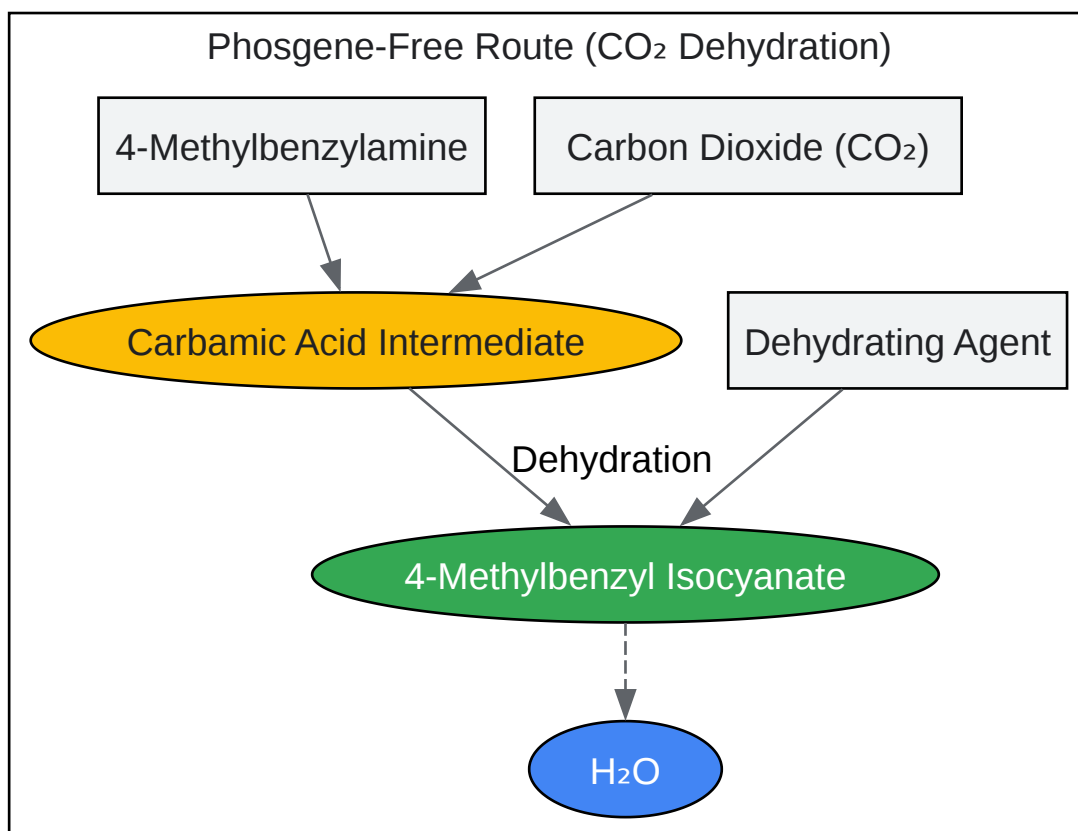 Phosgene-Free Route (CO₂ Dehydration)
4-Methylbenzylamine
Carbon Dioxide (CO₂)
Carbamic Acid Intermediate
Dehydrating Agent
Dehydration
4-Methylbenzyl Isocyanate
H₂O